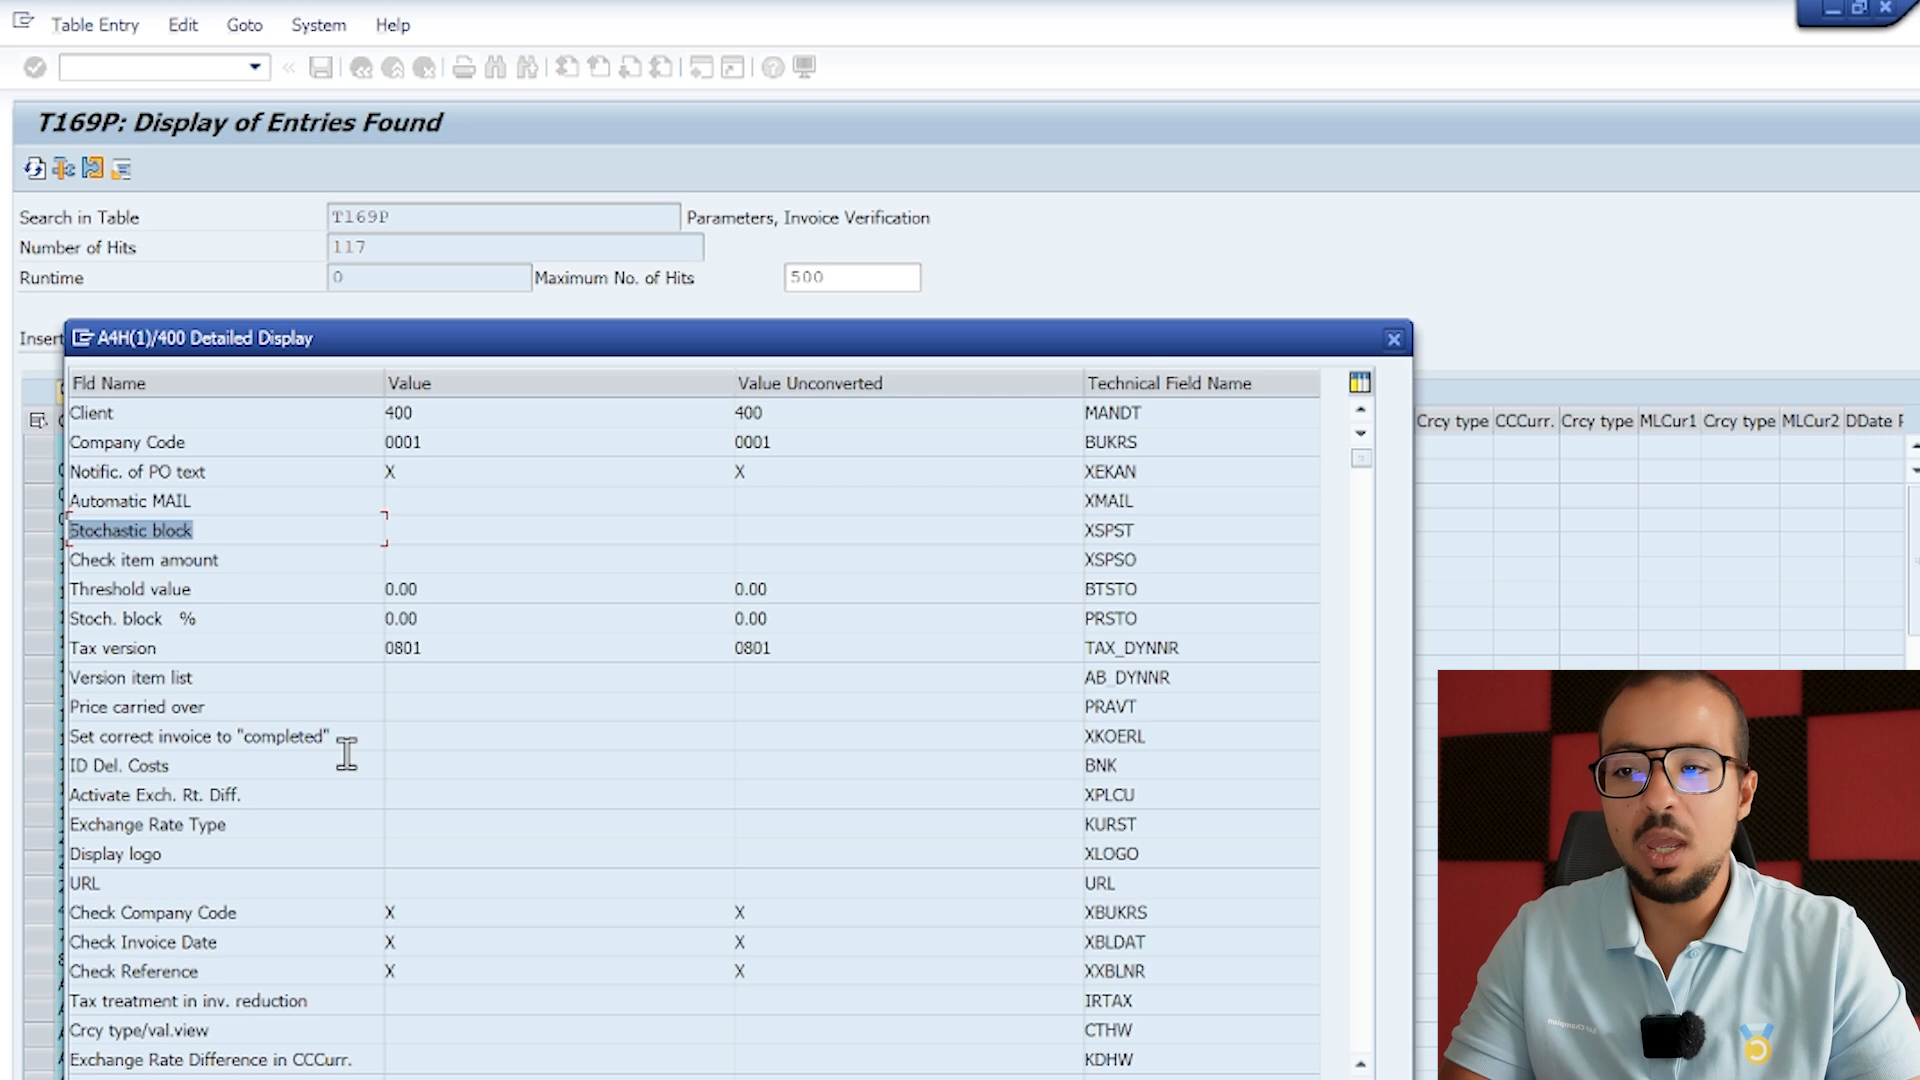 Table Entry Edit Goto System Help
T169P: Display of Entries Found
Search in Table T169P Parameters, Invoice Verification
Number of Hits 117
Runtime 0 Maximum No. of Hits 500
Insert
A4H(1)/400 Detailed Display
Fld Name Value Value Unconverted Technical Field Name
Client 400 400 MANDT
Crcy type CCCurr. Crcy type MLCur1 Crcy type MLCur2 DDate
Company Code 0001 0001 BUKRS
Notific. of PO text X X XEKAN
Automatic MAIL XMAIL
Stochastic block XSPST
Check item amount XSPSO
Threshold value 0.00 0.00 BTSTO
Stoch. block % 0.00 0.00 PRSTO
Tax version 0801 0801 TAX_DYNNR
Version item list AB_DYNNR
Price carried over PRAVT
Set correct invoice to "completed" XKOERL
ID Del. Costs BNK
Activate Exch. Rt. Diff. XPLCU
Exchange Rate Type KURST
Display logo XLOGO
URL URL
Check Company Code X X XBUKRS
Check Invoice Date X X XBLDAT
Check Reference X X XXBLNR
Tax treatment in inv. reduction IRTAX
Crcy type/val.view CTHW
Exchange Rate Difference in CCCurr. KDHW